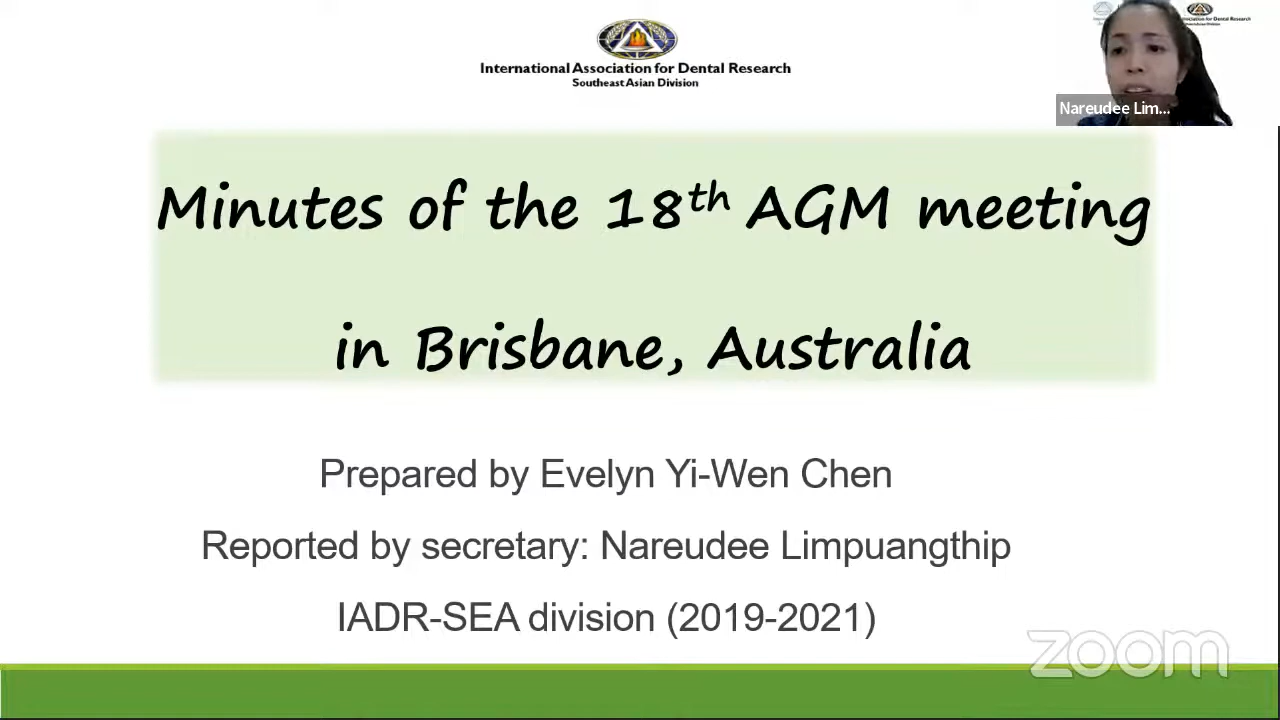 International Association for Dental Research
Southeast Asian Division
Nareudee Lim...
Minutes of the 18th AGM meeting
in Brisbane, Australia
Prepared by Evelyn Yi-Wen Chen
Reported by secretary: Nareudee Limpuangthip
IADR-SEA division (2019-2021)
zoom